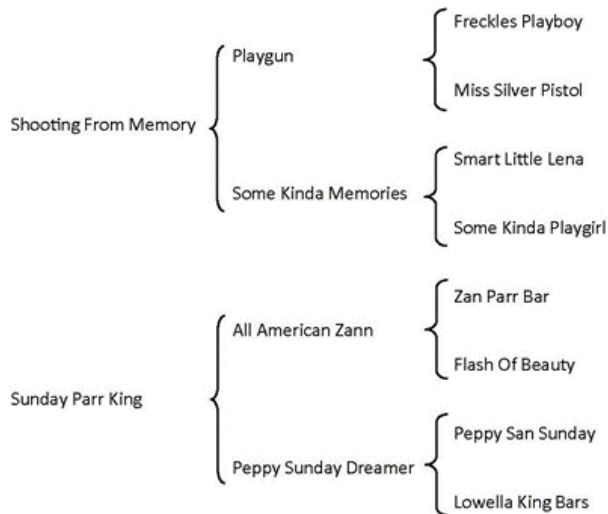 Freckles Playboy
Playgun
Miss Silver Pistol
Shooting From Memory
Smart Little Lena
Some Kinda Memories
Some Kinda Playgirl
Zan Parr Bar
All American Zann
Flash Of Beauty
Sunday Parr King
Peppy San Sunday
Peppy Sunday Dreamer
Lowella King Bars